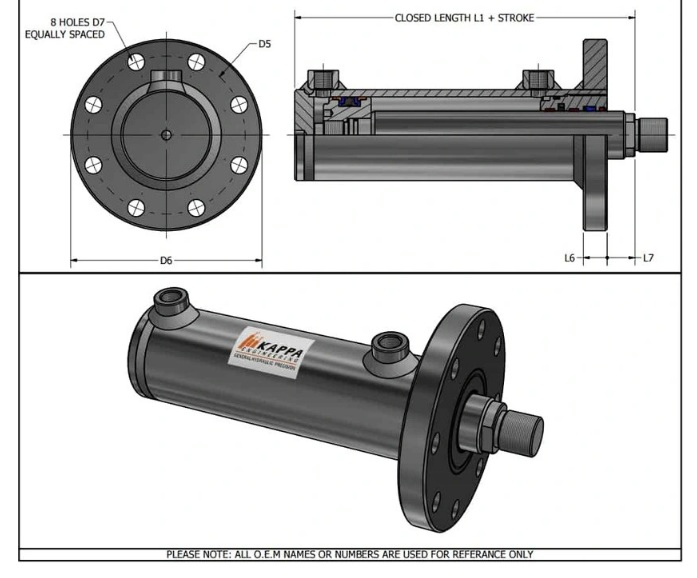 8 HOLES D7
EQUALLY SPACED
D5
D6
CLOSED LENGTH L1 + STROKE
L6
L7
KAPPA
ENGINEERING
GENERAL HYDRAULIC PRECISION
PLEASE NOTE: ALL O.E.M NAMES OR NUMBERS ARE USED FOR REFERANCE ONLY